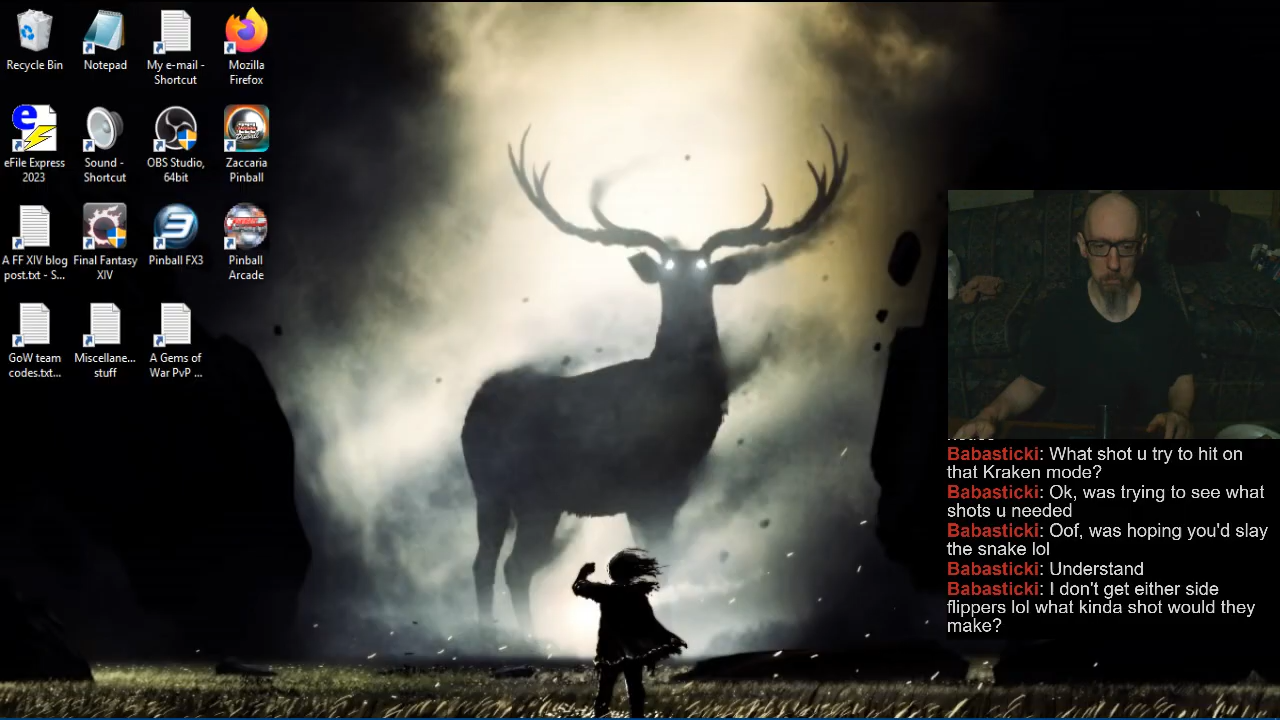 Recycle Bin
Notepad
My e-mail -
Shortcut
Mozilla
Firefox
eFile Express
2023
Sound -
Shortcut
OBS Studio,
64bit
Zaccaria
Pinball
A FF XIV blog
post.txt - S...
Final Fantasy
XIV
Pinball FX3
Pinball
Arcade
GoW team
codes.txt...
Miscellane...
stuff
A Gems of
War PvP ...
Babasticki: What shot u try to hit on
that Kraken mode?
Babasticki: Ok, was trying to see what
shots u needed
Babasticki: Oof, was hoping you'd slay
the snake lol
Babasticki: Understand
Babasticki: I don't get either side
flippers lol what kinda shot would they
make?